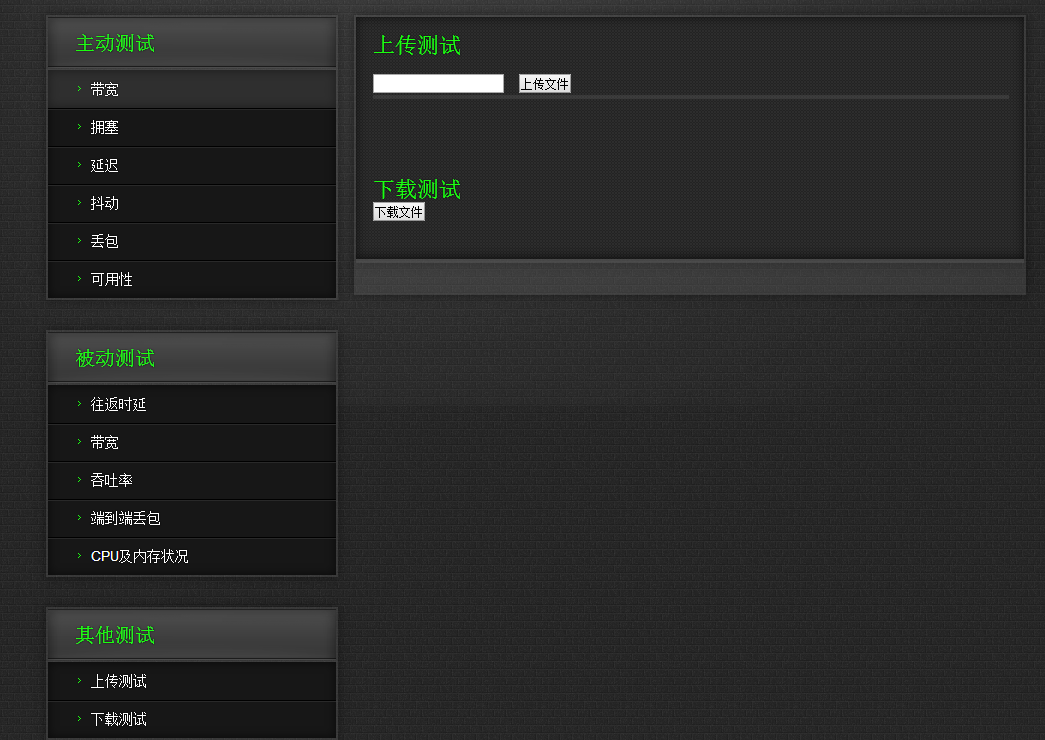 主动测试
带宽
拥塞
延迟
抖动
丢包
可用性
被动测试
往返时延
带宽
吞吐率
端到端丢包
CPU及内存状况
其他测试
上传测试
下载测试
上传测试
上传文件
下载测试
下载文件